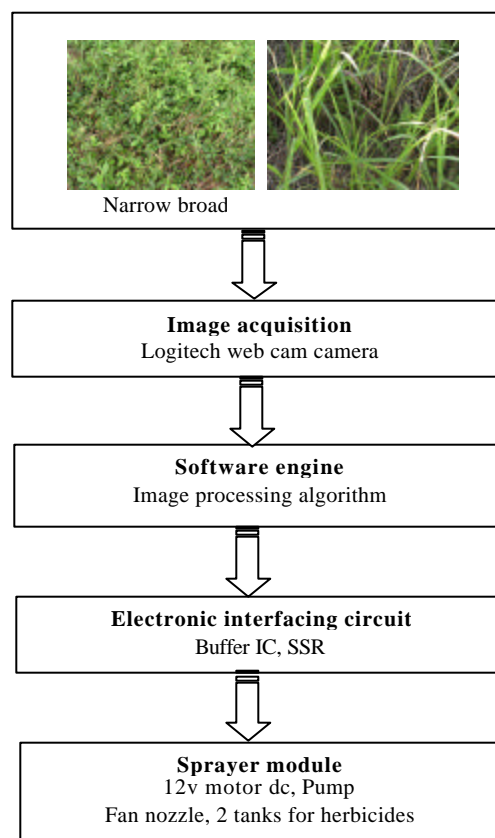 Narrow broad
Image acquisition
Logitech web cam camera
Software engine
Image processing algorithm
Electronic interfacing circuit
Buffer IC, SSR
Sprayer module
12v motor dc, Pump
Fan nozzle, 2 tanks for herbicides